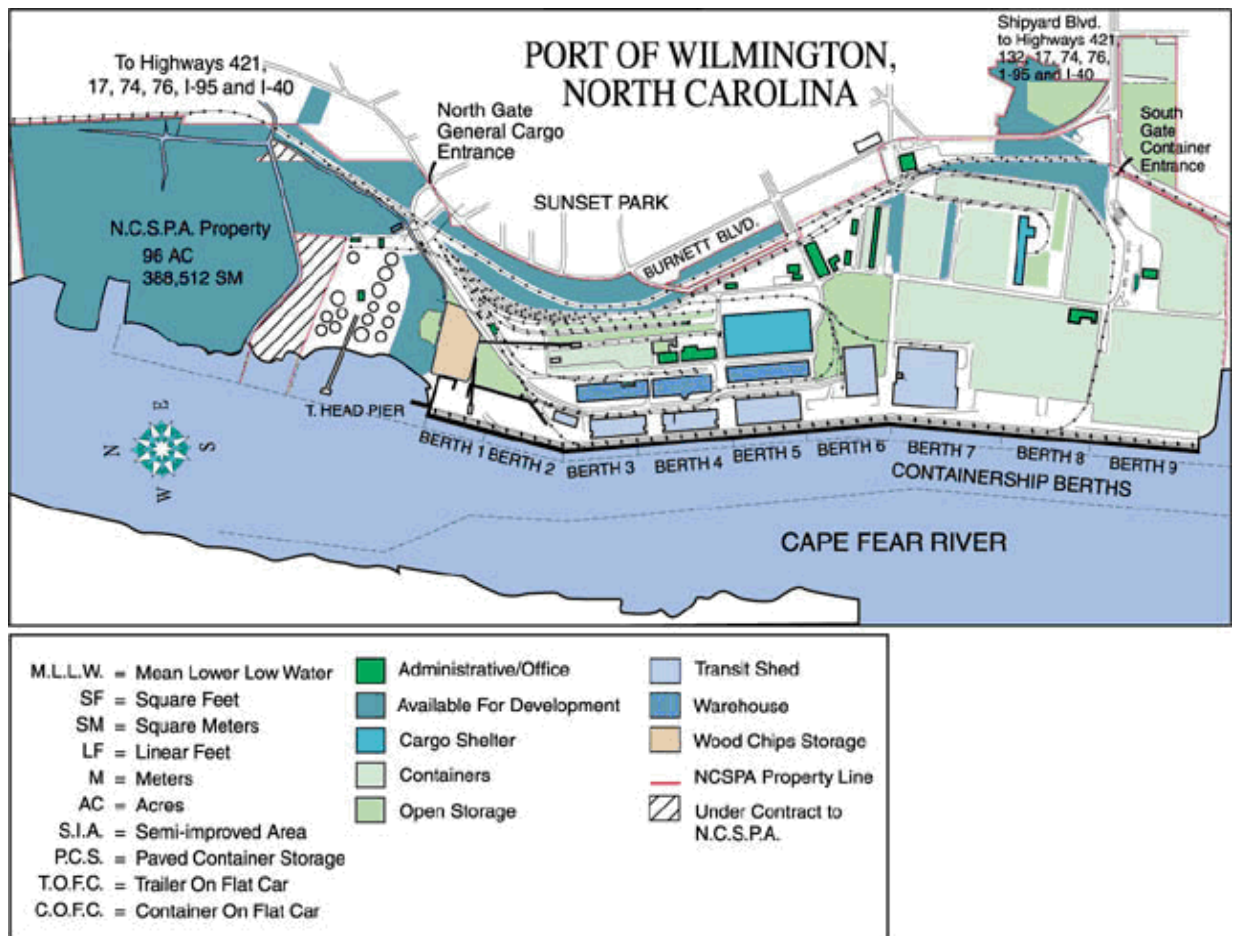 PORT OF WILMINGTON,
NORTH CAROLINA
To Highways 421,
17, 74, 76, I-95 and I-40
North Gate
General Cargo
Entrance
Shipyard Blvd.
to Highways 421
132, 17, 74, 76,
1-95 and I-40
South
Gate
Container
Entrance
SUNSET PARK
BURNETT BLVD.
N.C.S.P.A. Property
96 AC
388,512 SM
T. HEAD PIER
N
E
S
W
BERTH 1
BERTH 2
BERTH 3
BERTH 4
BERTH 5
BERTH 6
BERTH 7
BERTH 8
BERTH 9
CONTAINERSHIP BERTHS
CAPE FEAR RIVER
M.L.L.W. = Mean Lower Low Water
SF = Square Feet
SM = Square Meters
LF = Linear Feet
M = Meters
AC = Acres
S.I.A. = Semi-improved Area
P.C.S. = Paved Container Storage
T.O.F.C. = Trailer On Flat Car
C.O.F.C. = Container On Flat Car
Administrative/Office
Available For Development
Cargo Shelter
Containers
Open Storage
Transit Shed
Warehouse
Wood Chips Storage
NCSPA Property Line
Under Contract to
N.C.S.P.A.